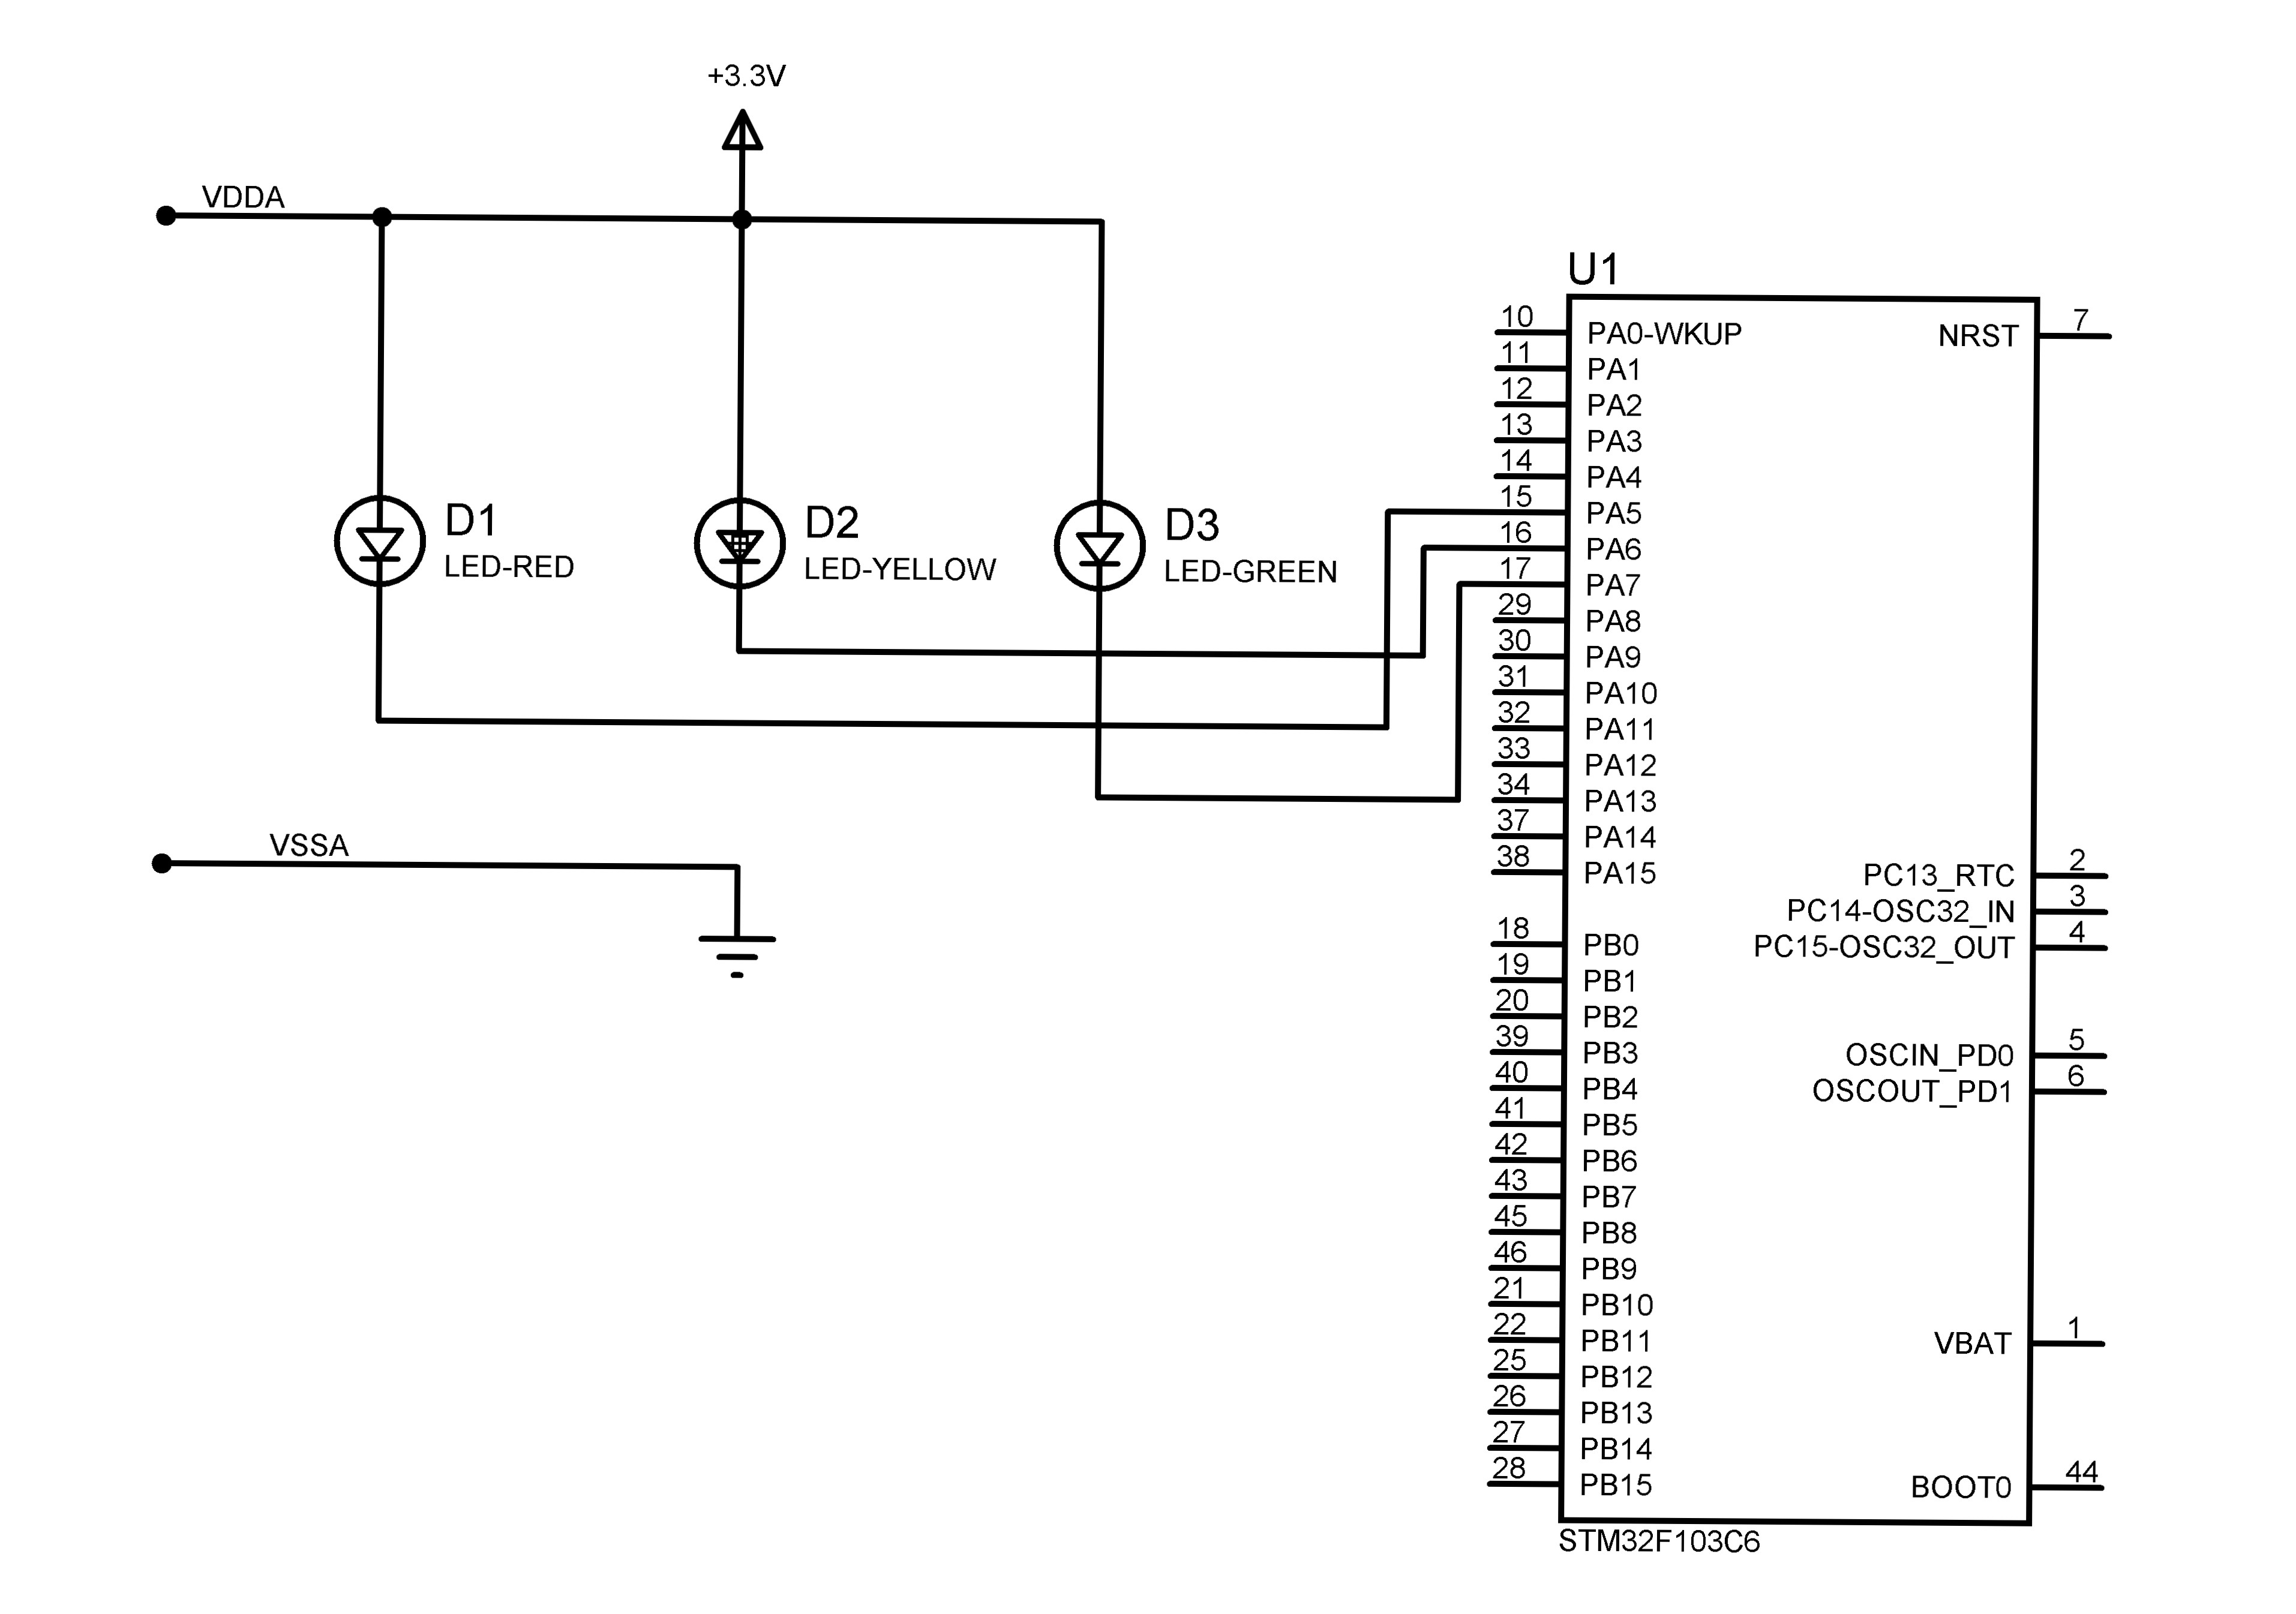 +3.3V
VDDA
D1
LED-RED
D2
LED-YELLOW
D3
LED-GREEN
VSSA
U1
10 PA0-WKUP
11 PA1
12 PA2
13 PA3
14 PA4
15 PA5
16 PA6
17 PA7
29 PA8
30 PA9
31 PA10
32 PA11
33 PA12
34 PA13
37 PA14
38 PA15
18 PB0
19 PB1
20 PB2
39 PB3
40 PB4
41 PB5
42 PB6
43 PB7
45 PB8
46 PB9
21 PB10
22 PB11
25 PB12
26 PB13
27 PB14
28 PB15
NRST 7
PC13_RTC 2
PC14-OSC32_IN 3
PC15-OSC32_OUT 4
OSCIN_PD0 5
OSCOUT_PD1 6
VBAT 1
BOOT0 44
STM32F103C6